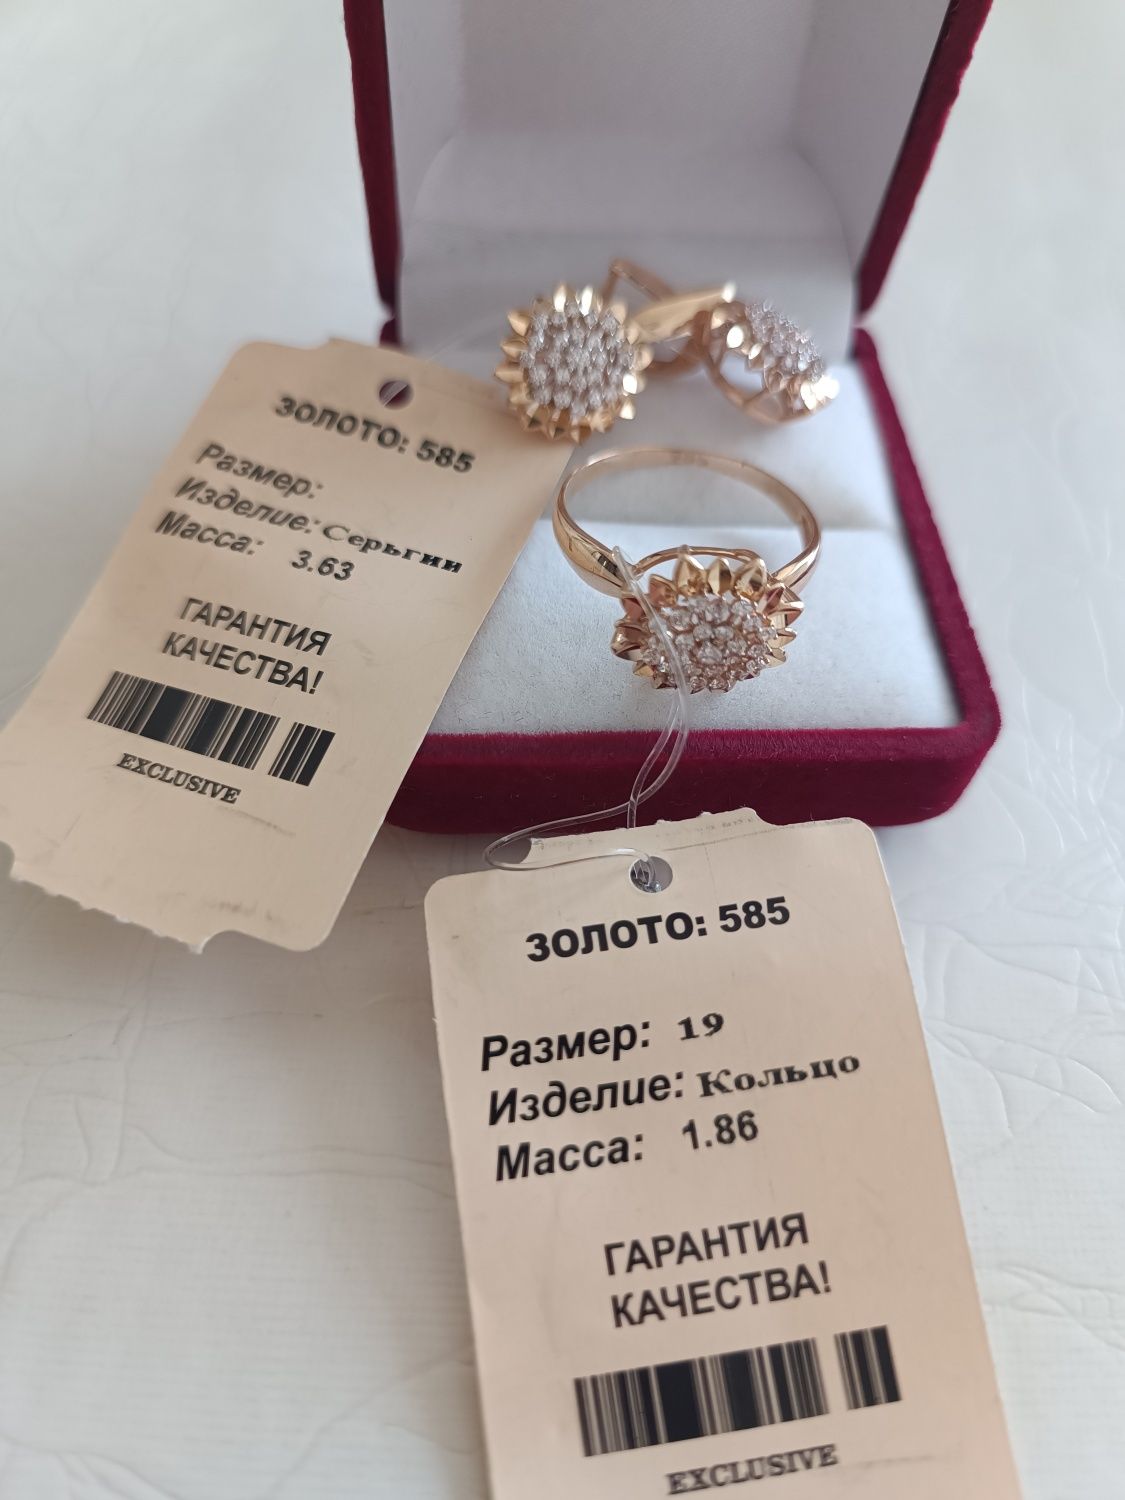 ЗОЛОТО: 585
Размер:
Изделие: Серьгии
Масса: 3.63
ГАРАНТИЯ
КАЧЕСТВА!
EXCLUSIVE
ЗОЛОТО: 585
Размер: 19
Изделие: Кольцо
Масса: 1.86
ГАРАНТИЯ
КАЧЕСТВА!
EXCLUSIVE